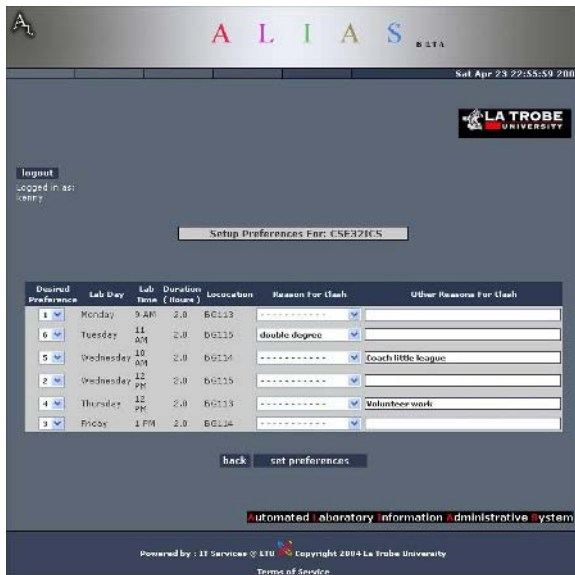 A L I A S BETA
Sat Apr 23 22:55:59 200
LA TROBE
UNIVERSITY
logout
Logged in as:
kenny
Setup Preferences For: CSE32ICS
Desired Preference Lab Day Lab Time Duration ( Hours ) Lococation Reason For Clash Other Reasons For Clash
1 Monday 9 AM 2.0 BG113 -----------
6 Tuesday 11 AM 2.0 BG115 double degree
5 Wednesday 10 AM 2.0 BG114 ----------- Coach little league
2 Wednesday 12 PM 2.0 BG115 -----------
4 Thursday 12 PM 2.0 BG113 ----------- Volunteer work
3 Friday 1 PM 2.0 BG114 -----------
back set preferences
Automated Laboratory Information Administrative System
Powered by : IT Services @ LTU Copyright 2004 La Trobe University
Terms of Service